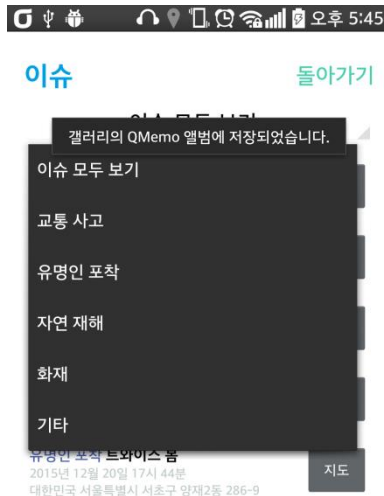 오후 5:45
이슈
돌아가기
갤러리의 QMemo 앨범에 저장되었습니다.
이슈 모두 보기
교통 사고
유명인 포착
자연 재해
화재
기타
유명인 포착 트와이스 봄
2015년 12월 20일 17시 44분
대한민국 서울특별시 서초구 양재2동 286-9
지도